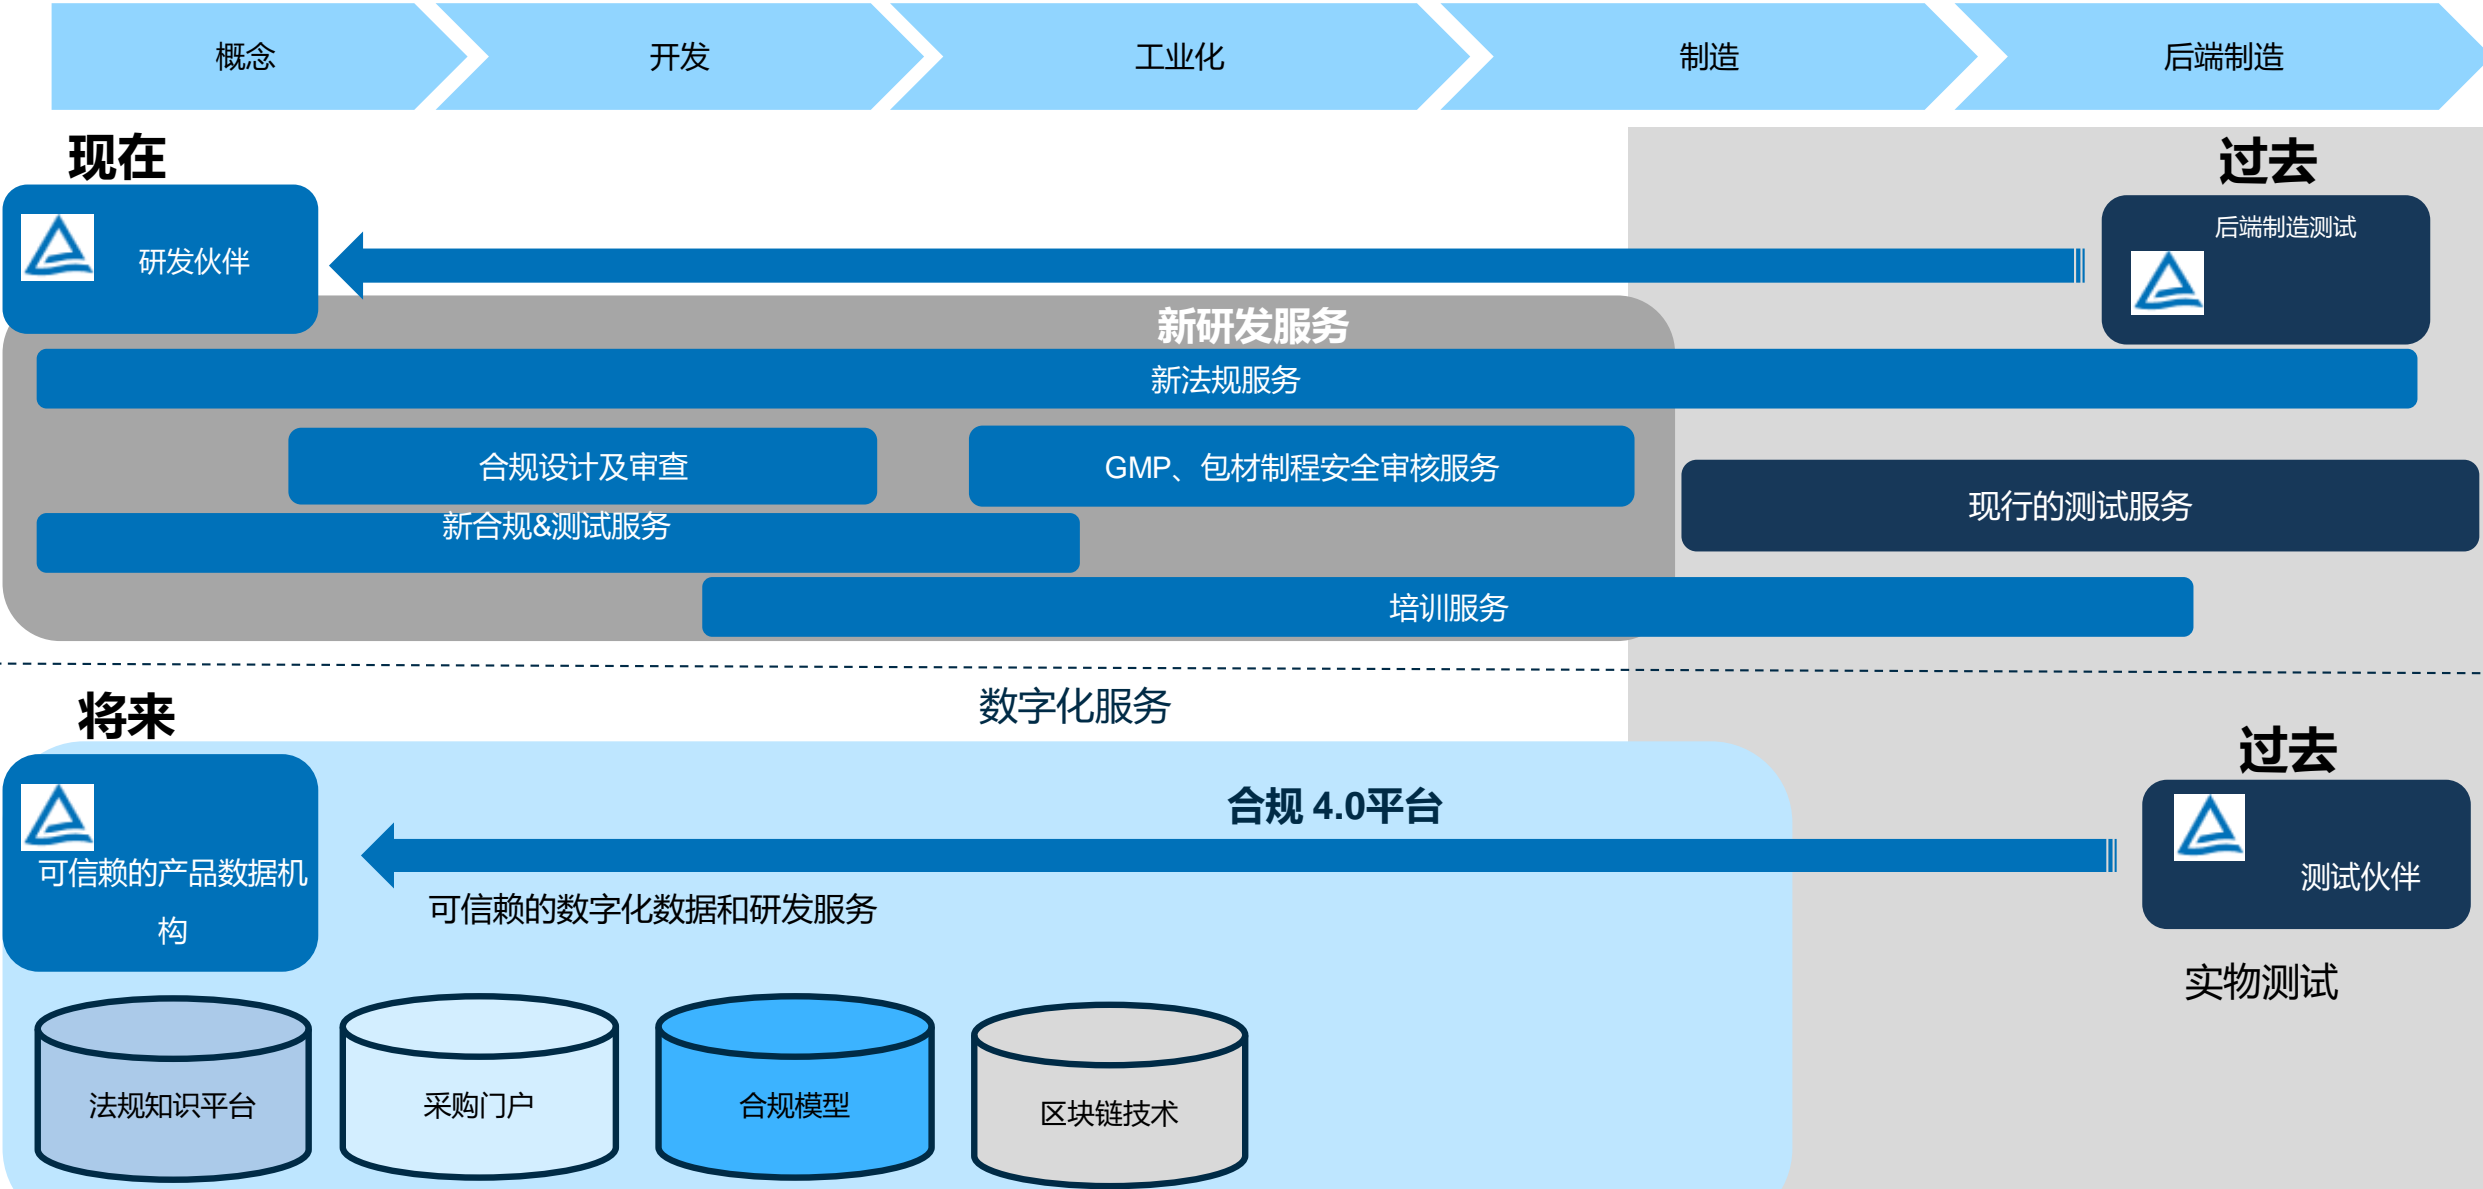 概念
开发
工业化
制造
后端制造
现在
过去
研发伙伴
后端制造测试
新研发服务
新法规服务
合规设计及审查
GMP、包材制程安全审核服务
现行的测试服务
新合规&测试服务
培训服务
将来
数字化服务
过去
合规 4.0平台
可信赖的产品数据机
构
测试伙伴
可信赖的数字化数据和研发服务
实物测试
法规知识平台
采购门户
合规模型
区块链技术